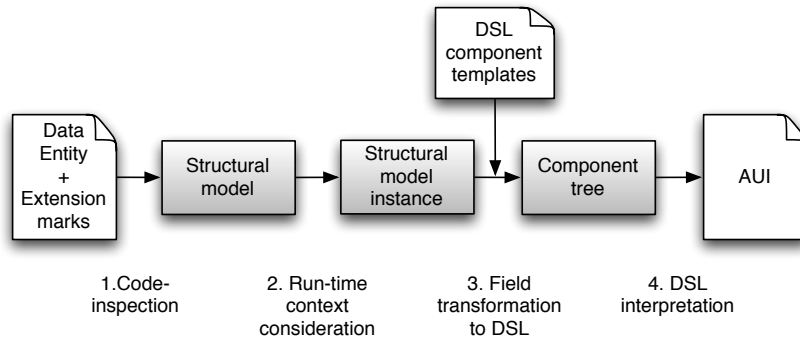 DSL
component
templates
Data
Entity
+
Extension
marks
Structural
model
Structural
model
instance
Component
tree
AUI
1.Code-
inspection
2. Run-time
context
consideration
3. Field
transformation
to DSL
4. DSL
interpretation